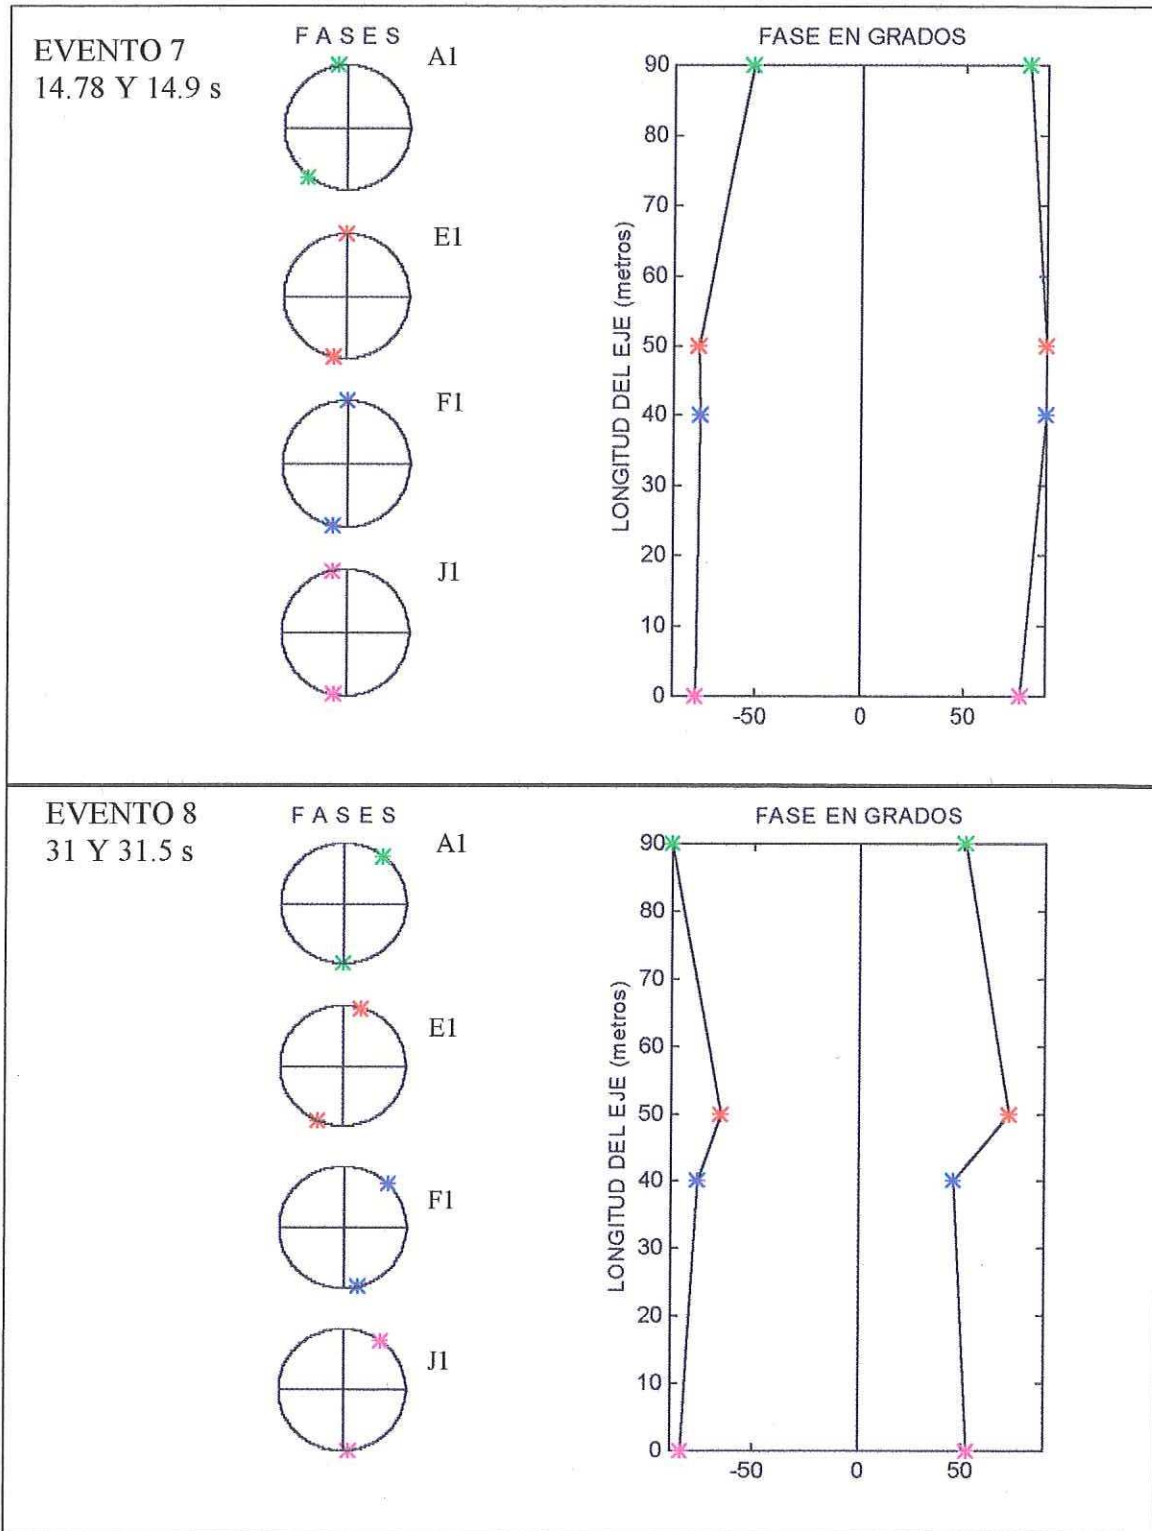 EVENTO 7
14.78 Y 14.9 s
F A S E S
A1
E1
F1
J1
FASE EN GRADOS
90
80
70
60
50
40
30
20
10
0
LONGITUD DEL EJE (metros)
-50 0 50
EVENTO 8
31 Y 31.5 s
F A S E S
A1
E1
F1
J1
FASE EN GRADOS
90
80
70
60
50
40
30
20
10
0
LONGITUD DEL EJE (metros)
-50 0 50